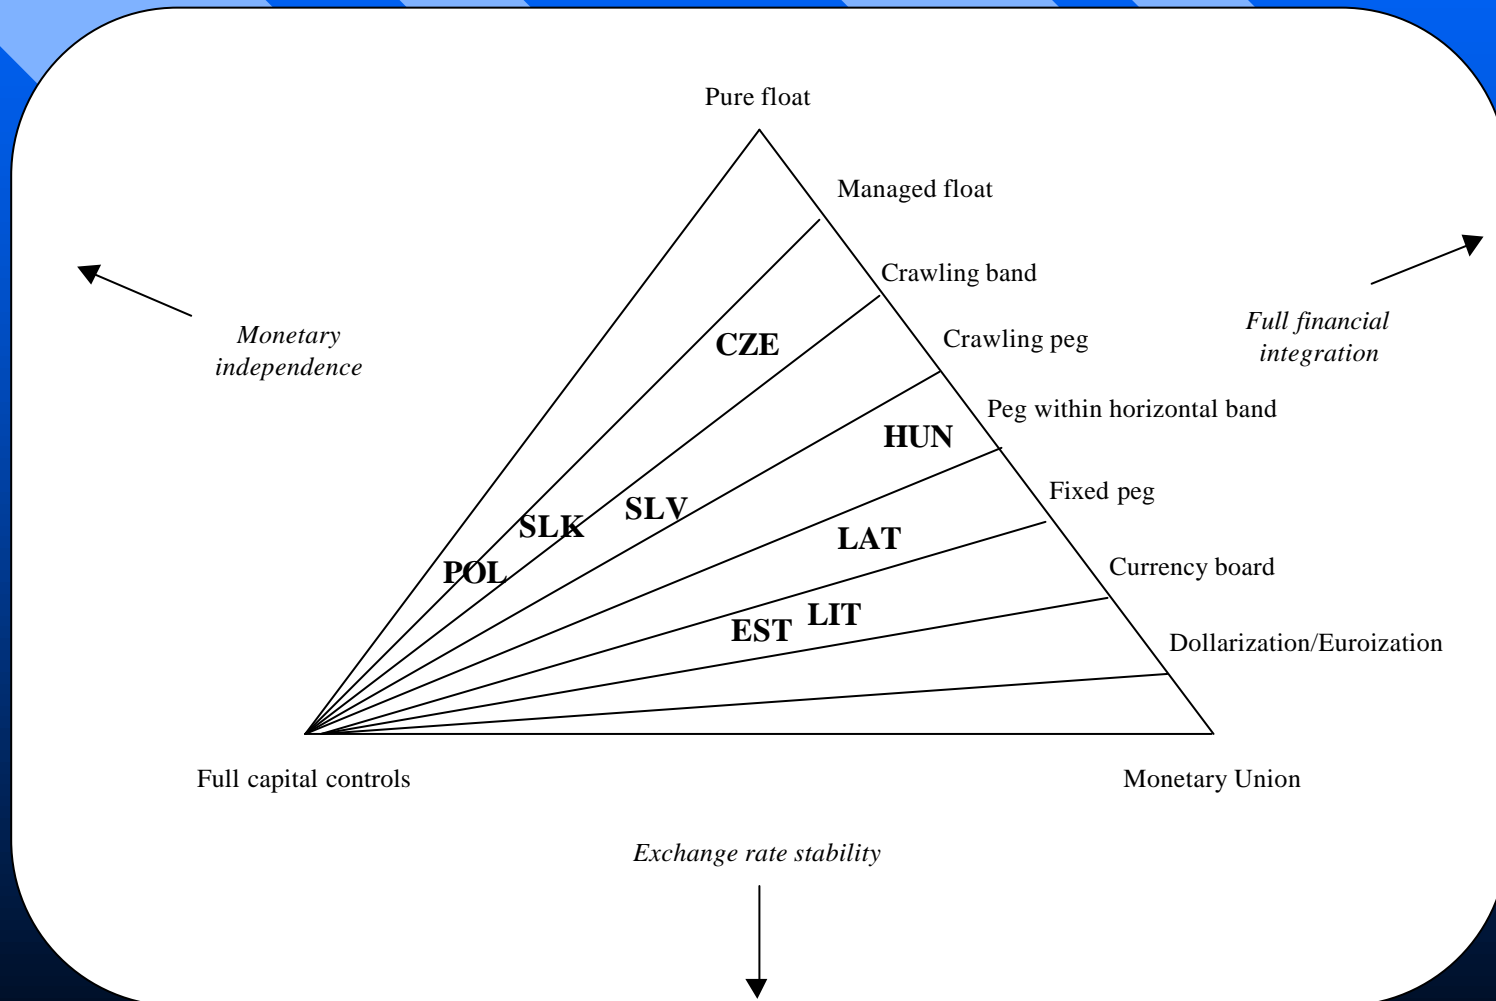 Pure float
Managed float
Crawling band
Monetary
independence
Full financial
integration
CZE
Crawling peg
Peg within horizontal band
HUN
Fixed peg
SLV
SLK
LAT
Currency board
POL
LIT
EST
Dollarization/Euroization
Full capital controls
Monetary Union
Exchange rate stability